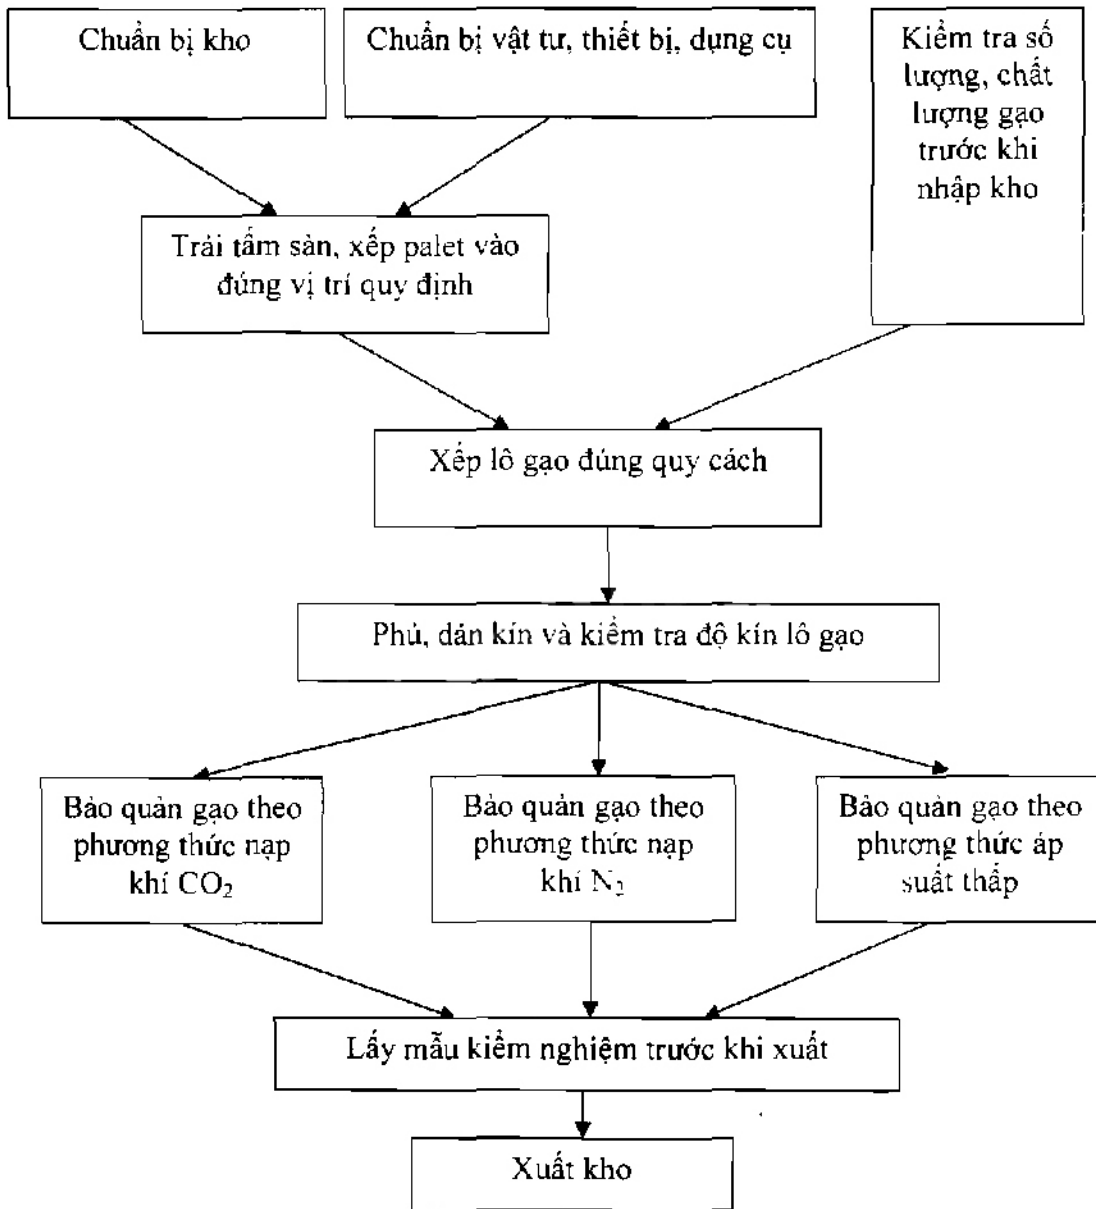 Chuẩn bị kho
Chuẩn bị vật tư, thiết bị, dụng cụ
Kiểm tra số
lượng, chất
lượng gạo
trước khi
nhập kho
Trải tấm sàn, xếp palet vào
đúng vị trí quy định
Xếp lô gạo đúng quy cách
Phủ, dán kín và kiểm tra độ kín lô gạo
Bảo quản gạo theo
phương thức nạp
khí CO₂
Bảo quản gạo theo
phương thức nạp
khí N₂
Bảo quản gạo theo
phương thức áp
suất thấp
Lấy mẫu kiểm nghiệm trước khi xuất
Xuất kho